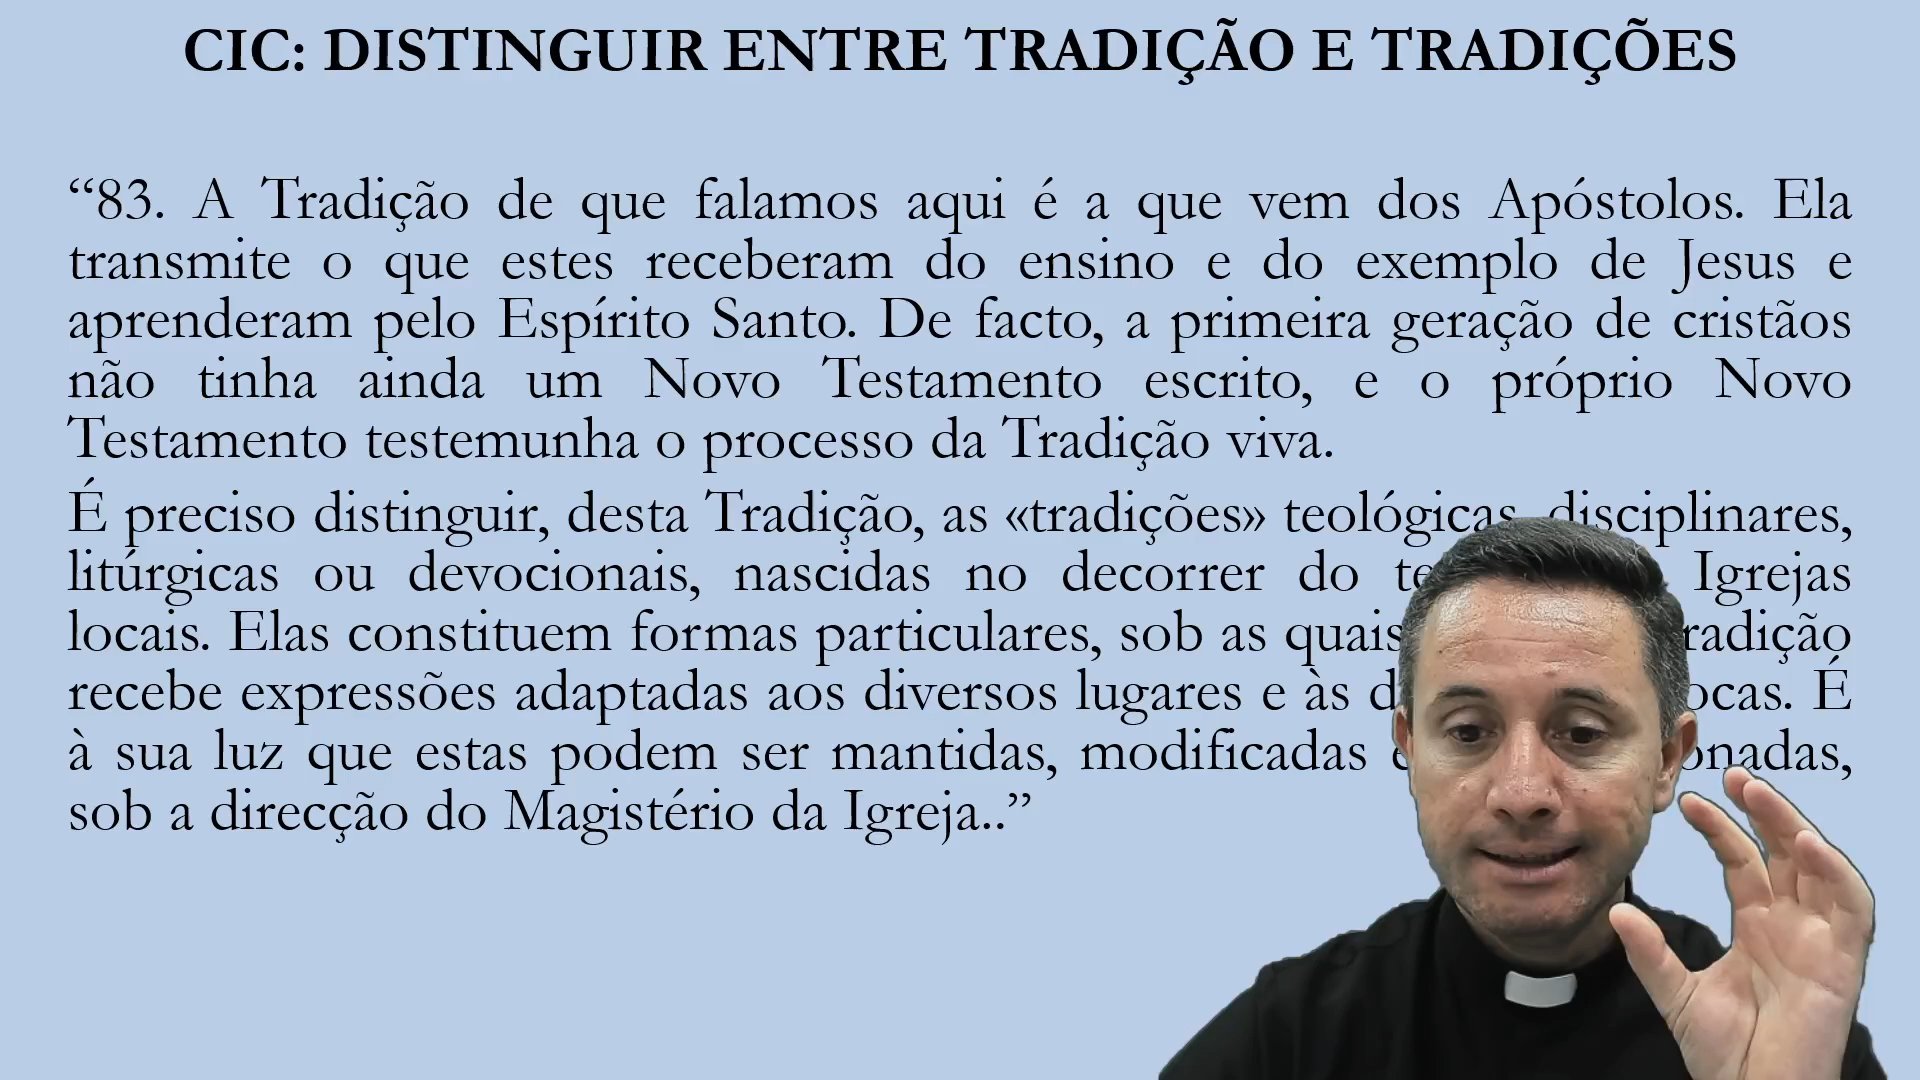 CIC: DISTINGUIR ENTRE TRADIÇÃO E TRADIÇÕES
“83. A Tradição de que falamos aqui é a que vem dos Apóstolos. Ela
transmite o que estes receberam do ensino e do exemplo de Jesus e
aprenderam pelo Espírito Santo. De facto, a primeira geração de cristãos
não tinha ainda um Novo Testamento escrito, e o próprio Novo
Testamento testemunha o processo da Tradição viva.
É preciso distinguir, desta Tradição, as «tradições» teológicas, disciplinares,
litúrgicas ou devocionais, nascidas no decorrer do Igrejas
locais. Elas constituem formas particulares, sob as quais
recebe expressões adaptadas aos diversos lugares e às É
à sua luz que estas podem ser mantidas, modificadas
sob a direcção do Magistério da Igreja..”